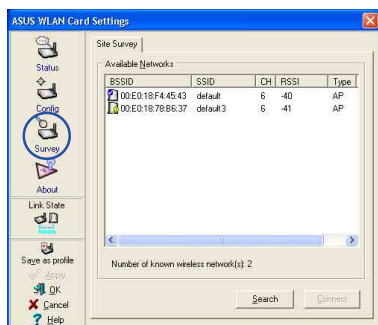 ASUS WLAN Card Settings
Status
Config
Survey
About
Link State
Save as profile
Apply
OK
Cancel
Help
Site Survey
Available Networks
BSSID SSID CH RSSI Type
00:E0:18:F4:45:43 default 6 -40 AP
00:E0:18:78:B6:37 default3 6 -41 AP
Number of known wireless network(s): 2
Search Connect